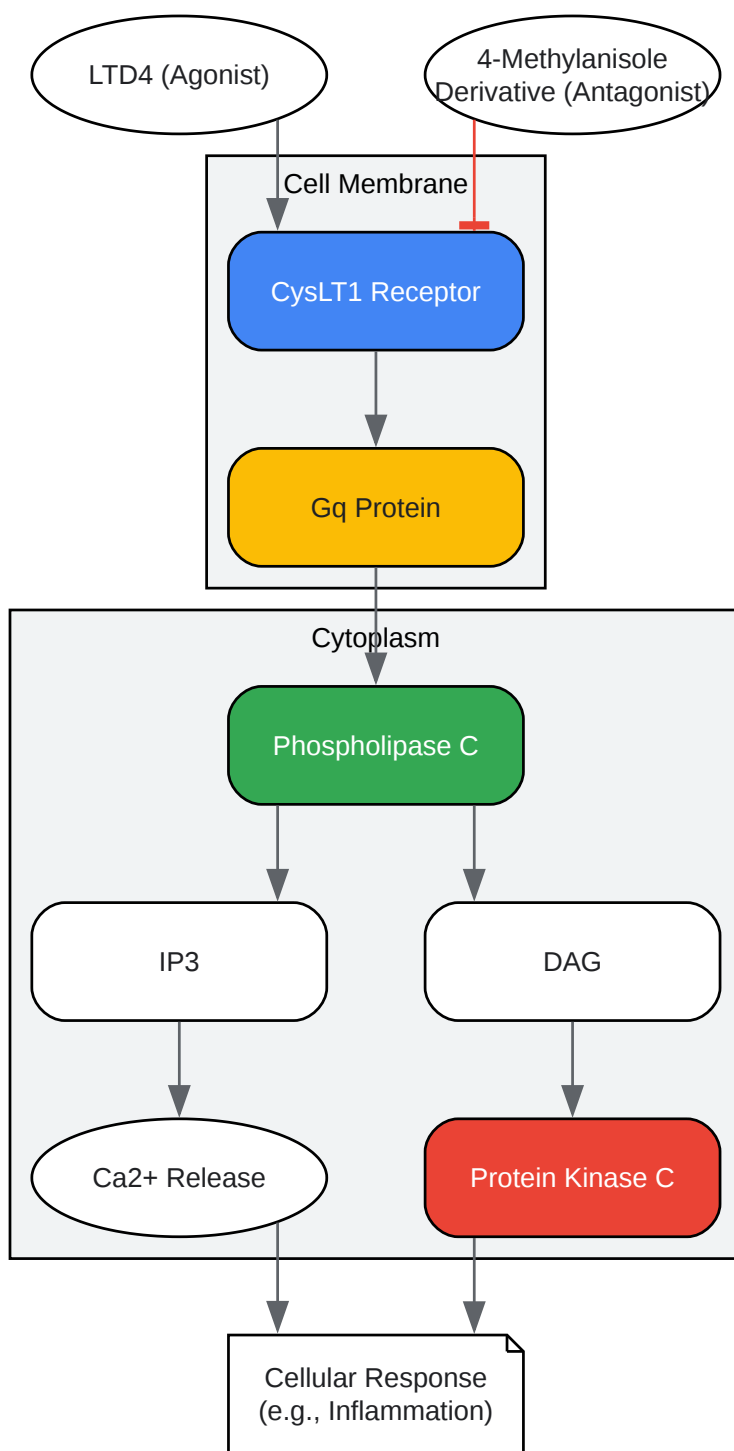 LTD4 (Agonist)
4-Methylanisole
Derivative (Antagonist)
Cell Membrane
CysLT1 Receptor
Gq Protein
Cytoplasm
Phospholipase C
IP3
DAG
Ca2+ Release
Protein Kinase C
Cellular Response
(e.g., Inflammation)